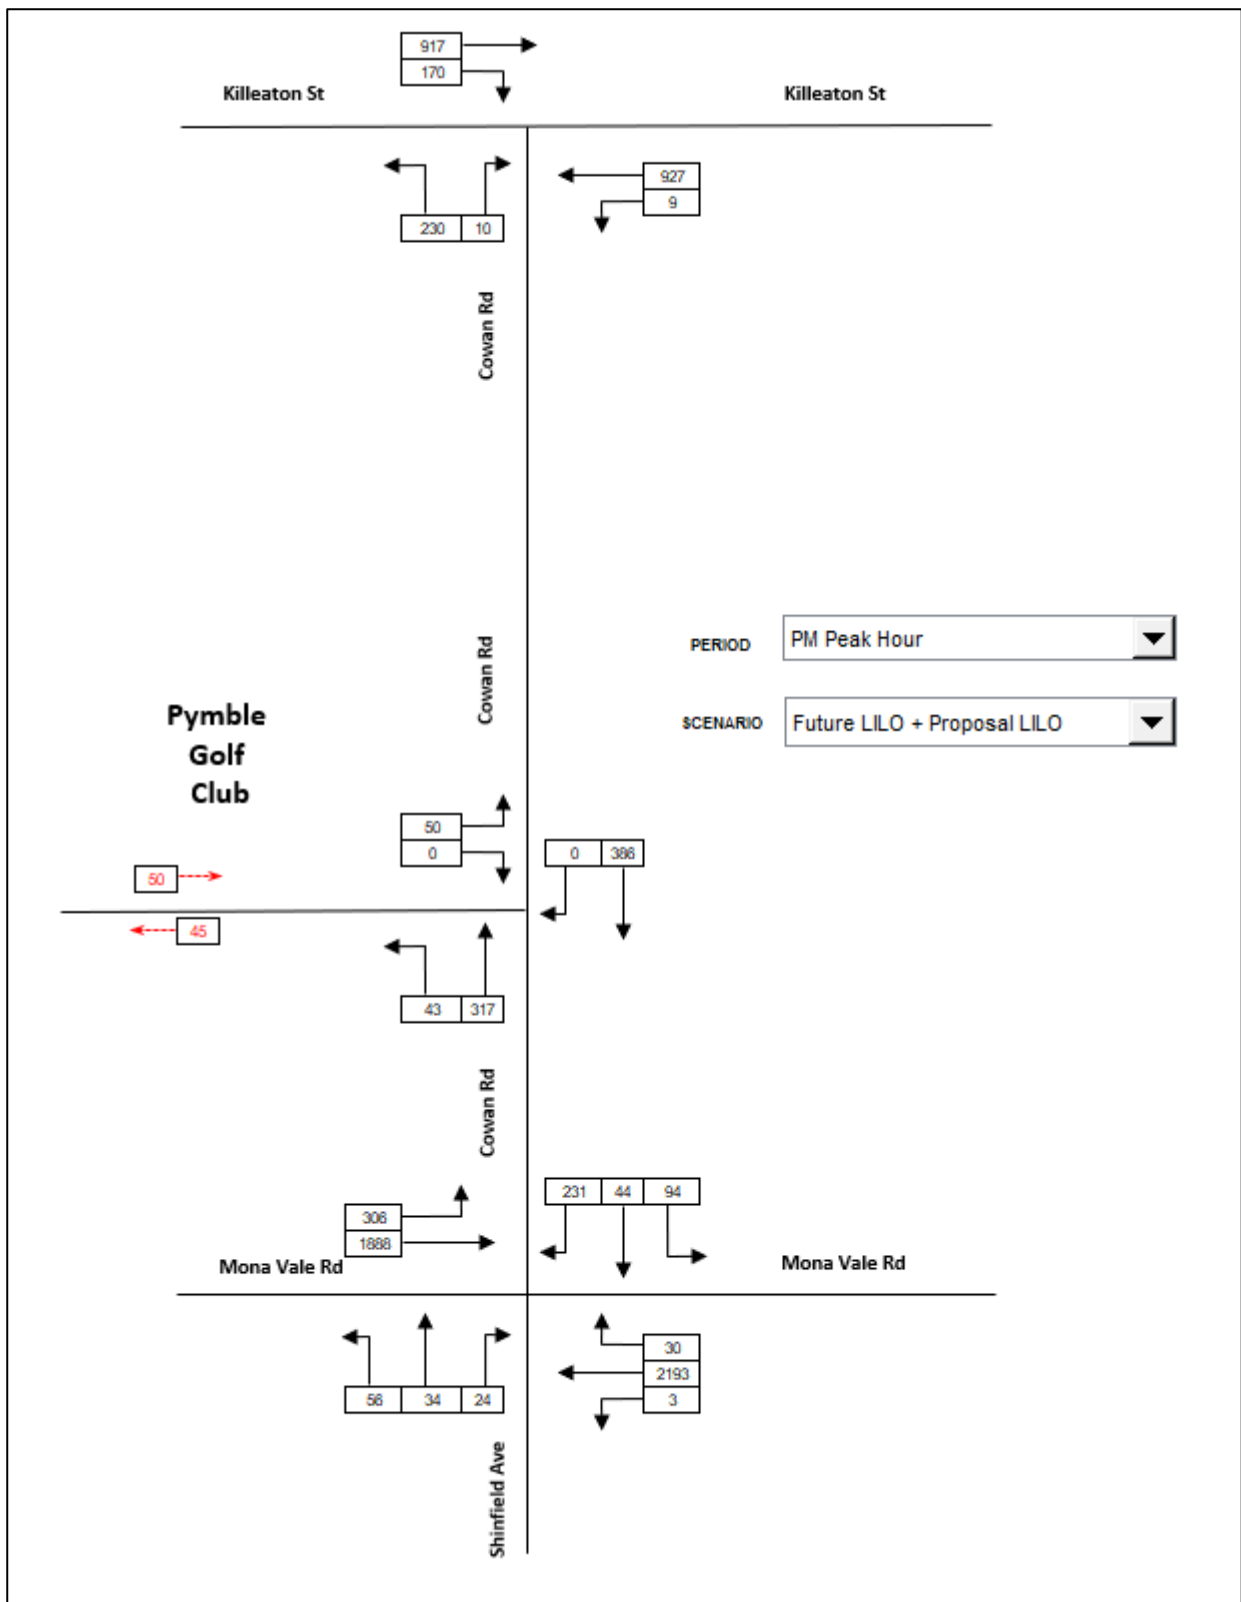 917
170
Killeaton St
Killeaton St
927
9
230 10
Cowan Rd
Cowan Rd
PERIOD PM Peak Hour
SCENARIO Future LILO + Proposal LILO
Pymble
Golf
Club
50
0
0 386
50
45
43 317
Cowan Rd
231 44 94
306
1888
Mona Vale Rd
Mona Vale Rd
30
2193
3
56 34 24
Shinfield Ave